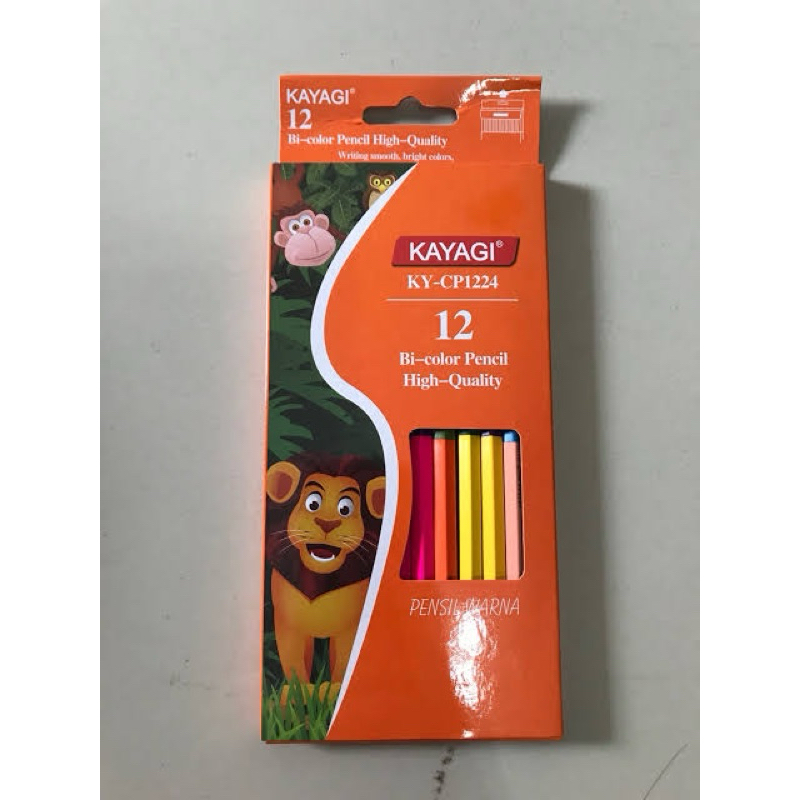 KAYAGI®
12
Bi-color Pencil High-Quality
Writing smooth, bright colors,
KAYAGI®
KY-CP1224
12
Bi-color Pencil
High-Quality
PENSIL WARNA